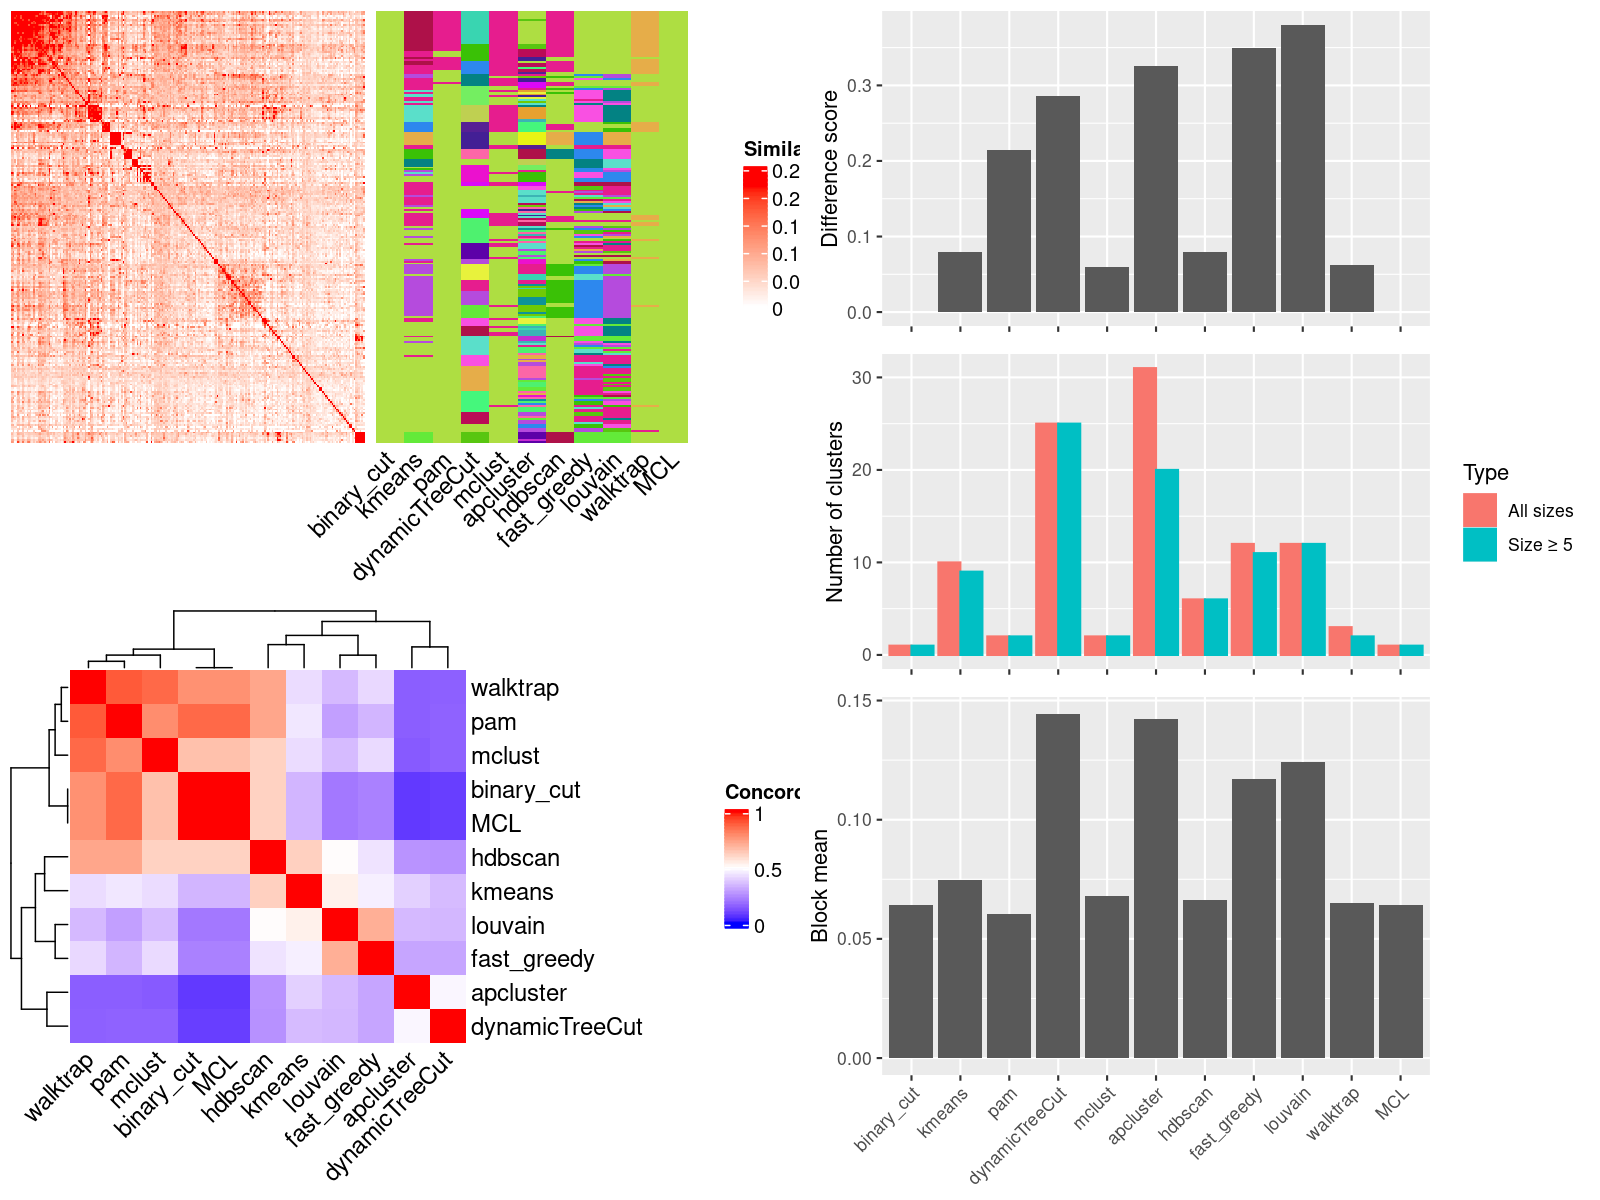 Simila
0.2
0.2
0.1
0.1
0.0
0
binary_cut
kmeans
pam
dynamicTreeCut
mclust
apcluster
hdbscan
fast_greedy
louvain
walktrap
MCL
walktrap
pam
mclust
binary_cut
MCL
hdbscan
kmeans
louvain
fast_greedy
apcluster
dynamicTreeCut
Concord
1
0.5
0
walktrap
pam
mclust
binary_cut
MCL
hdbscan
kmeans
louvain
fast_greedy
apcluster
dynamicTreeCut
Difference score
0.3
0.2
0.1
0.0
Number of clusters
30
20
10
0
Type
All sizes
Size ≥ 5
Block mean
0.15
0.10
0.05
0.00
binary_cut
kmeans
pam
dynamicTreeCut
mclust
apcluster
hdbscan
fast_greedy
louvain
walktrap
MCL